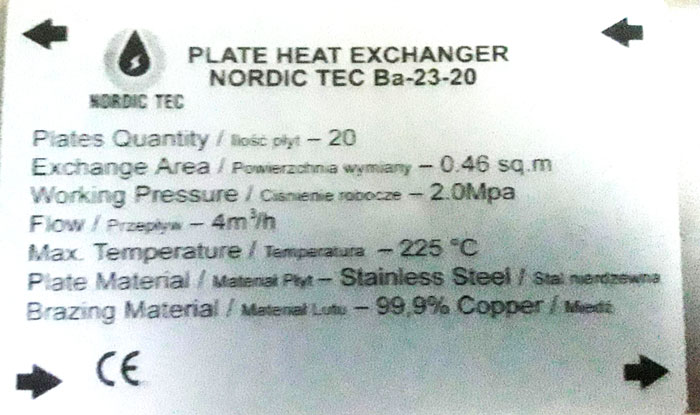 PLATE HEAT EXCHANGER
NORDIC TEC Ba-23-20
NORDIC TEC
Plates Quantity / Ilość płyt – 20
Exchange Area / Powierzchnia wymiany – 0.46 sq.m
Working Pressure / Ciśnienie robocze – 2.0Mpa
Flow / Przepływ – 4m³/h
Max. Temperature / Temperatura – 225 °C
Plate Material / Materiał Płyt – Stainless Steel / Stal nierdzewna
Brazing Material / Materiał Lutu – 99,9% Copper / Miedź
CE